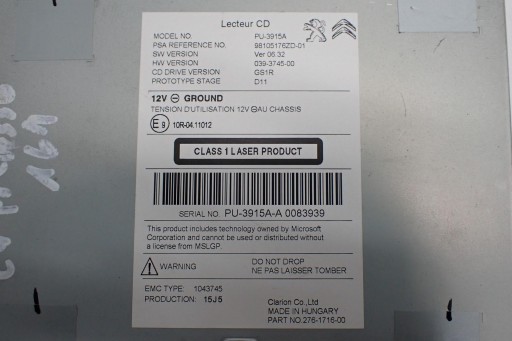 Lecteur CD
MODEL NO. PU-3915A
PSA REFERENCE NO. 98105176ZD-01
SW VERSION Ver 06.32
HW VERSION 039-3745-00
CD DRIVE VERSION GS1R
PROTOTYPE STAGE D11
12V ⊖ GROUND
TENSION D'UTILISATION 12V ⊖AU CHASSIS
E9 10R-04.11012
CLASS 1 LASER PRODUCT
SERIAL NO. PU-3915A-A 0083939
This product includes technology owned by Microsoft
Corporation and cannot be used or distributed without
a license from MSLGP.
WARNING DO NOT DROP
NE PAS LAISSER TOMBER
EMC TYPE: 1043745
PRODUCTION: 15J5
Clarion Co.,Ltd
MADE IN HUNGARY
PART NO.276-1716-00